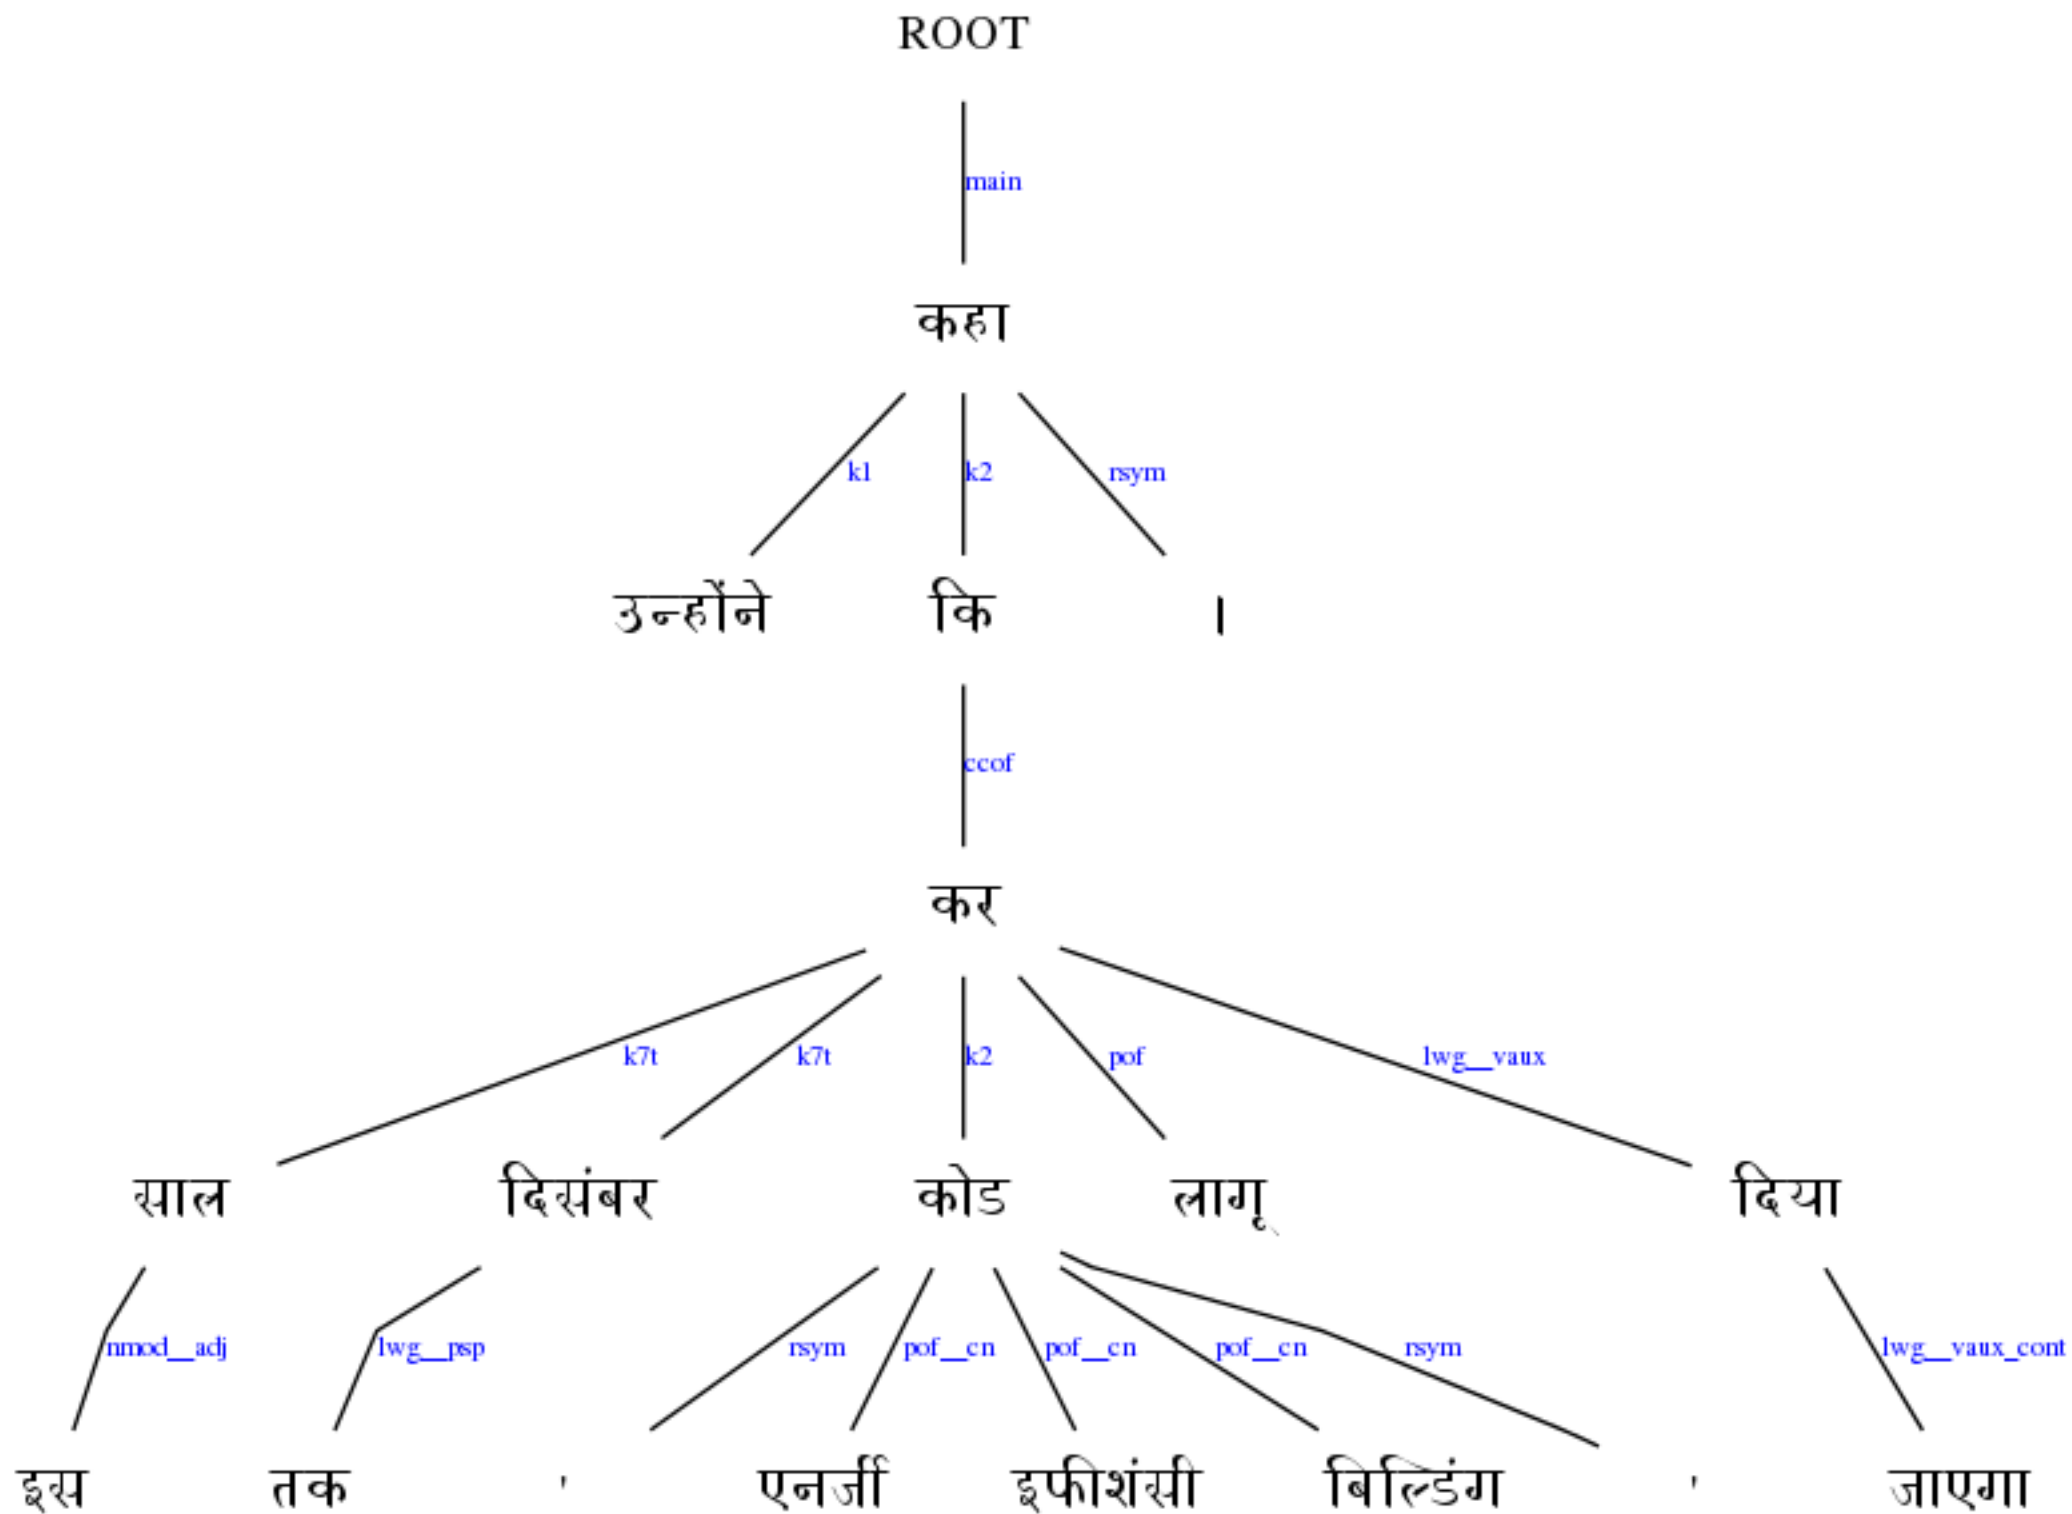 ROOT
main
कहा
k1 k2 rsym
उन्होंने कि ।
ccof
कर
k7t k7t k2 pof lwg__vaux
साल दिसंबर कोड लागू दिया
nmod__adj lwg__psp rsym pof__cn pof__cn pof__cn rsym lwg__vaux_cont
इस तक ' एनर्जी इफीशंसी बिल्डिंग ' जाएगा